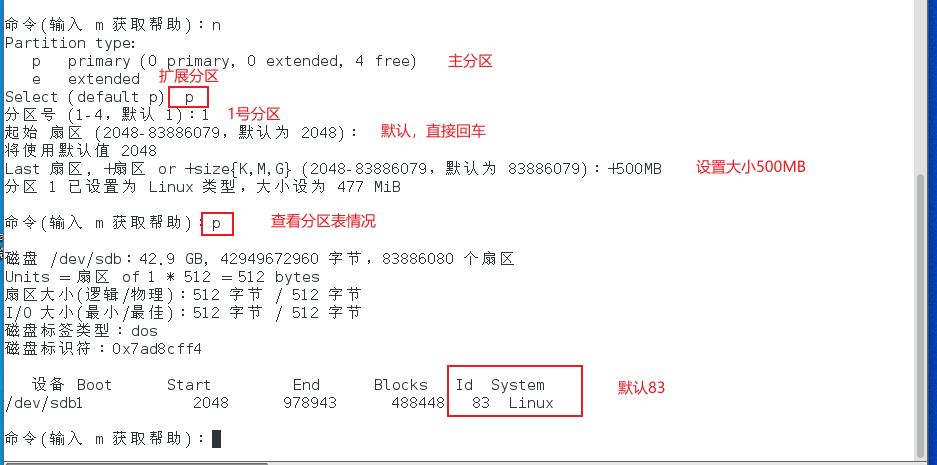 命令(输入 m 获取帮助)：n
Partition type:
p primary (0 primary, 0 extended, 4 free) 主分区
e extended 扩展分区
Select (default p) p
分区号 (1-4，默认 1)：1 1号分区
起始 扇区 (2048-83886079，默认为 2048)： 默认，直接回车
将使用默认值 2048
Last 扇区, +扇区 or +size{K,M,G} (2048-83886079，默认为 83886079)：+500MB 设置大小500MB
分区 1 已设置为 Linux 类型，大小设为 477 MiB
命令(输入 m 获取帮助)：p 查看分区表情况
磁盘 /dev/sdb：42.9 GB, 42949672960 字节，83886080 个扇区
Units = 扇区 of 1 * 512 = 512 bytes
扇区大小(逻辑/物理)：512 字节 / 512 字节
I/O 大小(最小/最佳)：512 字节 / 512 字节
磁盘标签类型：dos
磁盘标识符：0x7ad8cff4
设备 Boot Start End Blocks Id System 默认83
/dev/sdb1 2048 978943 488448 83 Linux
命令(输入 m 获取帮助)：